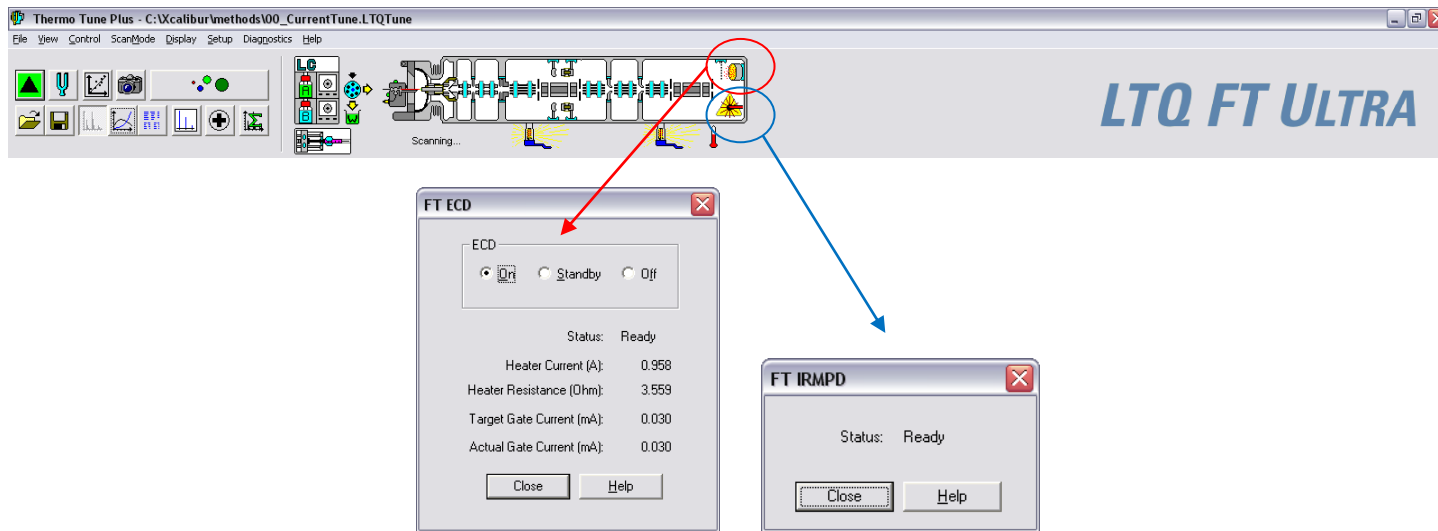 Thermo Tune Plus - C:\Xcalibur\methods\00_CurrentTune.LTQTune
File View Control ScanMode Display Setup Diagnostics Help
LC
A
B
Scanning...
LTQ FT ULTRA
FT ECD
ECD
On Standby Off
Status: Ready
Heater Current (A): 0.958
Heater Resistance (Ohm): 3.559
Target Gate Current (mA): 0.030
Actual Gate Current (mA): 0.030
Close Help
FT IRMPD
Status: Ready
Close Help